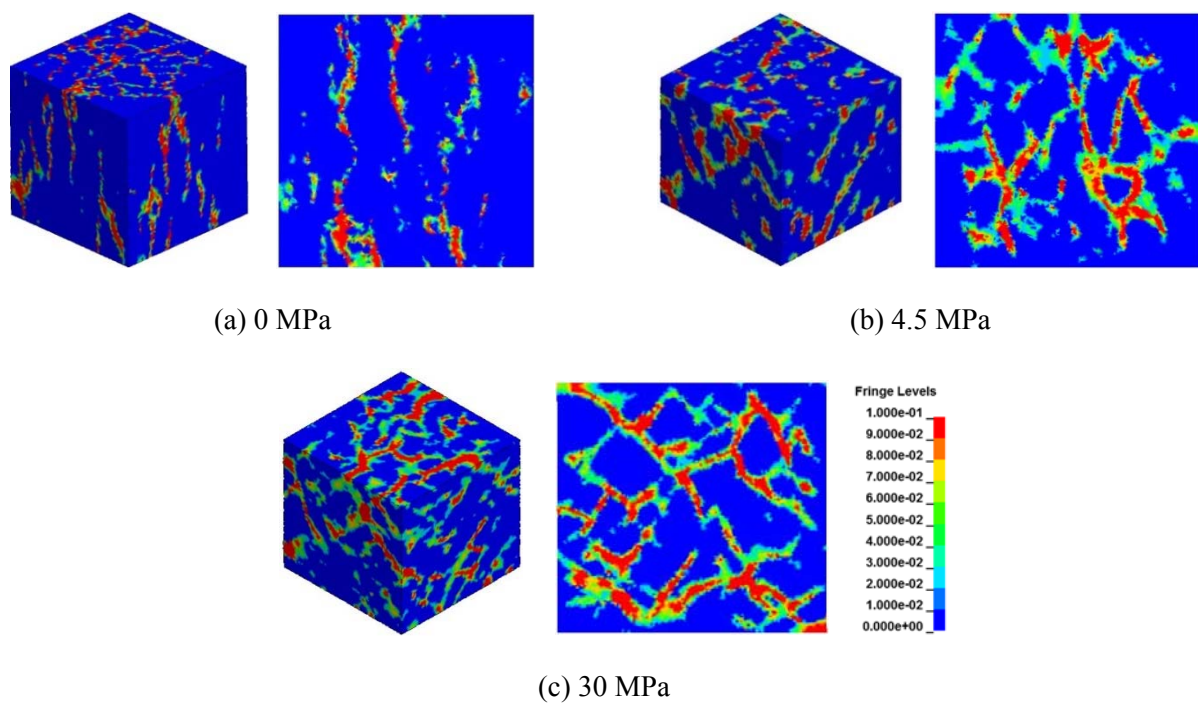 (a) 0 MPa
(b) 4.5 MPa
Fringe Levels
1.000e-01
9.000e-02
8.000e-02
7.000e-02
6.000e-02
5.000e-02
4.000e-02
3.000e-02
2.000e-02
1.000e-02
0.000e+00
(c) 30 MPa